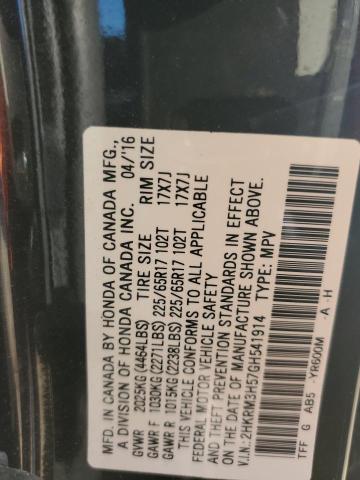 MFD. IN CANADA BY HONDA OF CANADA MFG.,
A DIVISION OF HONDA CANADA INC. 04/'16
GVWR 2025KG(4464LBS) TIRE SIZE RIM SIZE
GAWR F 1030KG(2271LBS) 225/65R17 102T 17X7J
GAWR R 1015KG(2238LBS) 225/65R17 102T 17X7J
THIS VEHICLE CONFORMS TO ALL APPLICABLE
FEDERAL MOTOR VEHICLE SAFETY
AND THEFT PREVENTION STANDARDS IN EFFECT
ON THE DATE OF MANUFACTURE SHOWN ABOVE.
V.I.N.: 2HKRM3H57GH541914 TYPE: MPV
TFF G AB5 -YR600M -A -H